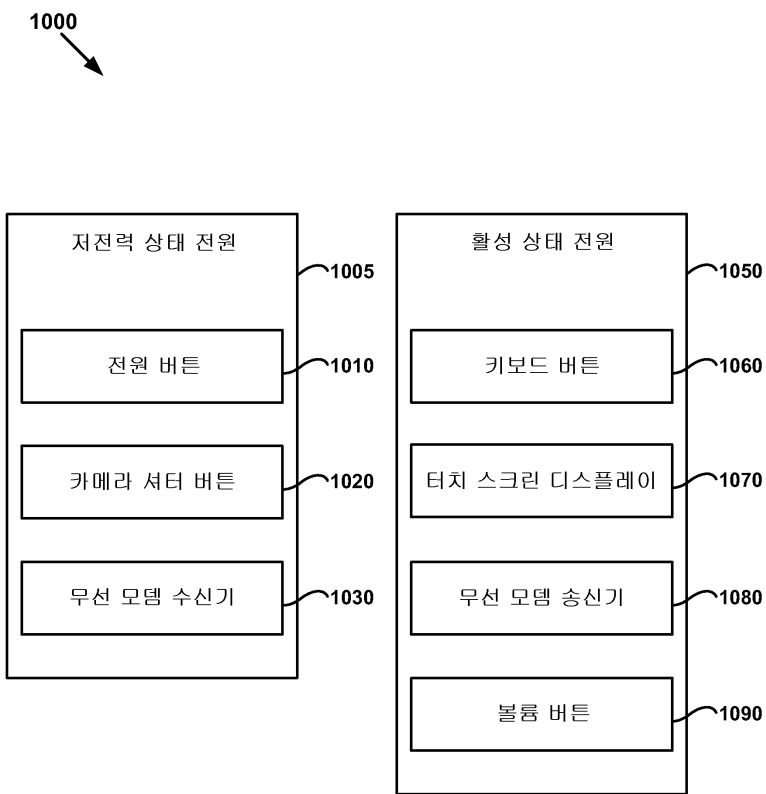 1000
저전력 상태 전원
1005
전원 버튼
1010
카메라 셔터 버튼
1020
무선 모뎀 수신기
1030
활성 상태 전원
1050
키보드 버튼
1060
터치 스크린 디스플레이
1070
무선 모뎀 송신기
1080
볼륨 버튼
1090